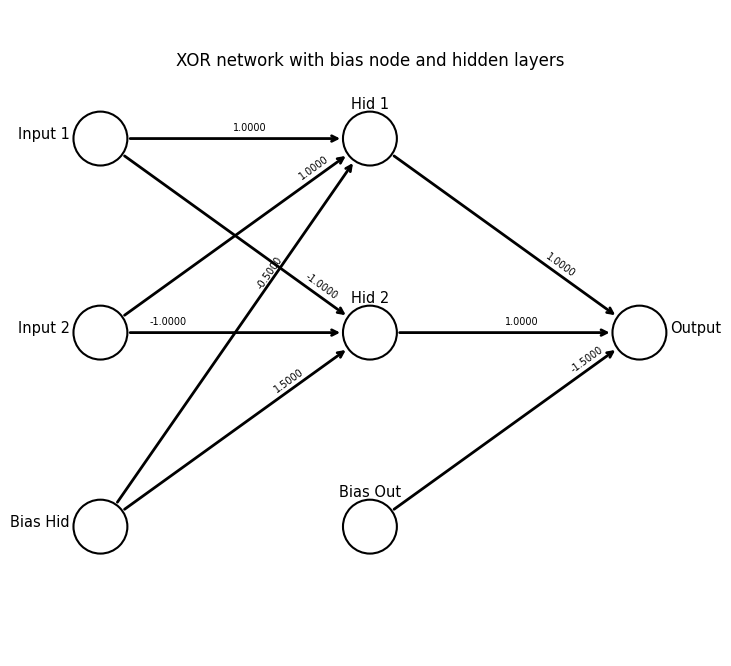 XOR network with bias node and hidden layers
Hid 1
Input 1
1.0000
1.0000
1.0000
-0.5000
-1.0000
Hid 2
Input 2
-1.0000
1.0000
Output
-1.5000
1.5000
Bias Out
Bias Hid